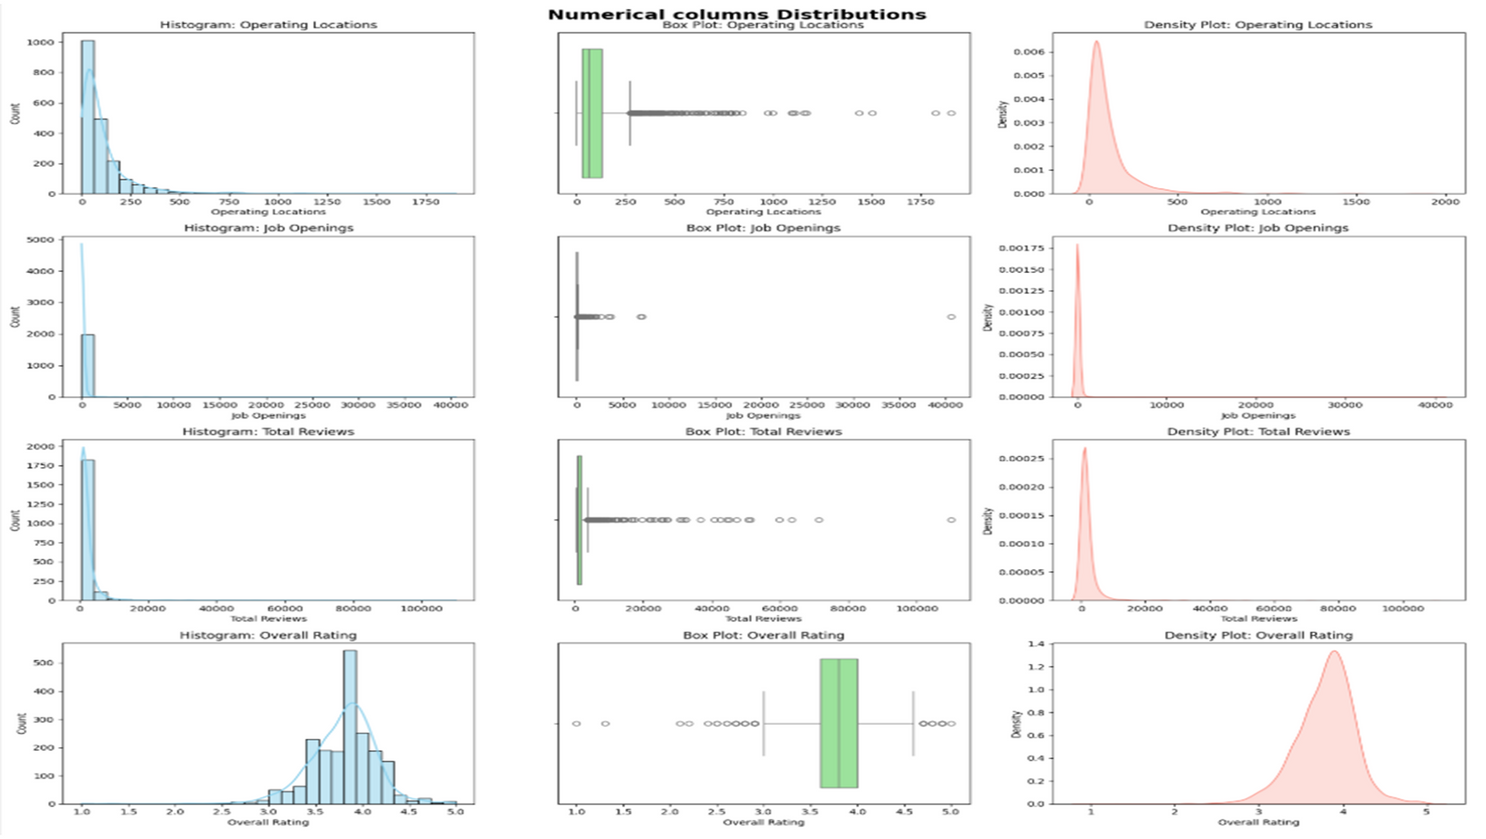 Numerical columns Distributions
Histogram: Operating Locations
Box Plot: Operating Locations
Density Plot: Operating Locations
Count
1000
800
600
400
200
0
0 250 500 750 1000 1250 1500 1750
Operating Locations
0 250 500 750 1000 1250 1500 1750
Operating Locations
Density
0.006
0.005
0.004
0.003
0.002
0.001
0.000
0 500 1000 1500 2000
Operating Locations
Histogram: Job Openings
Box Plot: Job Openings
Density Plot: Job Openings
Count
5000
4000
3000
2000
1000
0
0 5000 10000 15000 20000 25000 30000 35000 40000
Job Openings
0 5000 10000 15000 20000 25000 30000 35000 40000
Job Openings
Density
0.00175
0.00150
0.00125
0.00100
0.00075
0.00050
0.00025
0.00000
0 10000 20000 30000 40000
Job Openings
Histogram: Total Reviews
Box Plot: Total Reviews
Density Plot: Total Reviews
Count
2000
1750
1500
1250
1000
750
500
250
0
0 20000 40000 60000 80000 100000
Total Reviews
0 20000 40000 60000 80000 100000
Total Reviews
Density
0.00025
0.00020
0.00015
0.00010
0.00005
0.00000
0 20000 40000 60000 80000 100000
Total Reviews
Histogram: Overall Rating
Box Plot: Overall Rating
Density Plot: Overall Rating
Count
500
400
300
200
100
0
1.0 1.5 2.0 2.5 3.0 3.5 4.0 4.5 5.0
Overall Rating
1.0 1.5 2.0 2.5 3.0 3.5 4.0 4.5 5.0
Overall Rating
Density
1.4
1.2
1.0
0.8
0.6
0.4
0.2
0.0
1 2 3 4 5
Overall Rating